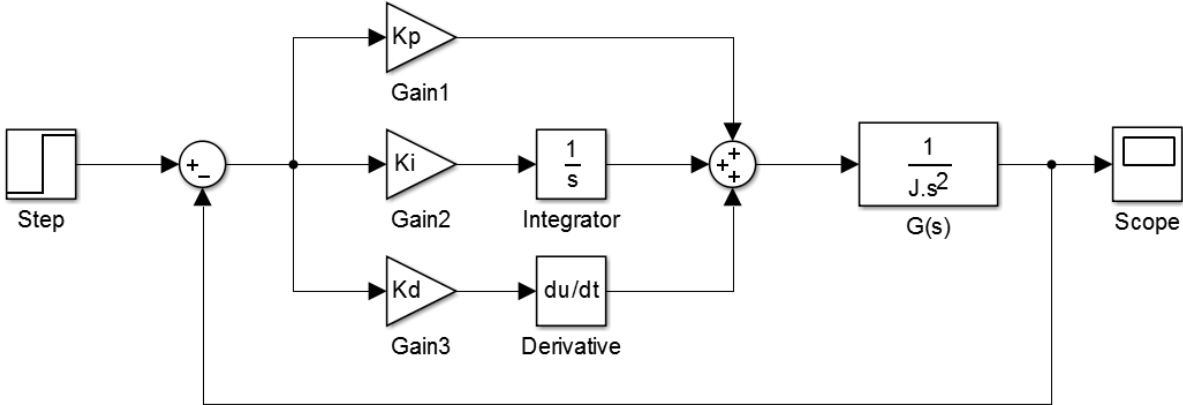 Kp
Gain1
Step
+
−
Ki
Gain2
1
s
Integrator
+
+
+
1
J.s²
G(s)
Scope
Kd
Gain3
du/dt
Derivative